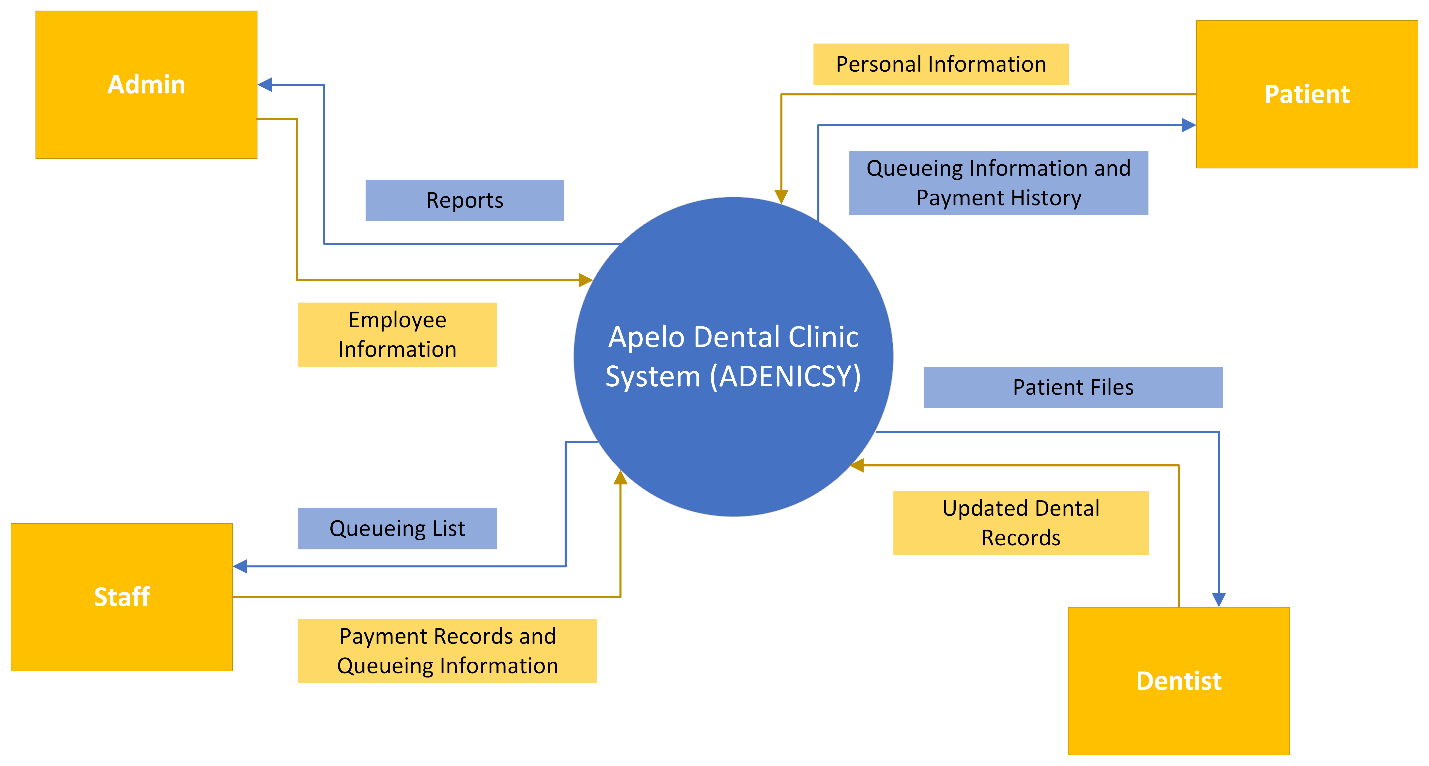 Admin
Personal Information
Patient
Queueing Information and
Payment History
Reports
Employee
Information
Apelo Dental Clinic
System (ADENICSY)
Patient Files
Queueing List
Updated Dental
Records
Staff
Payment Records and
Queueing Information
Dentist